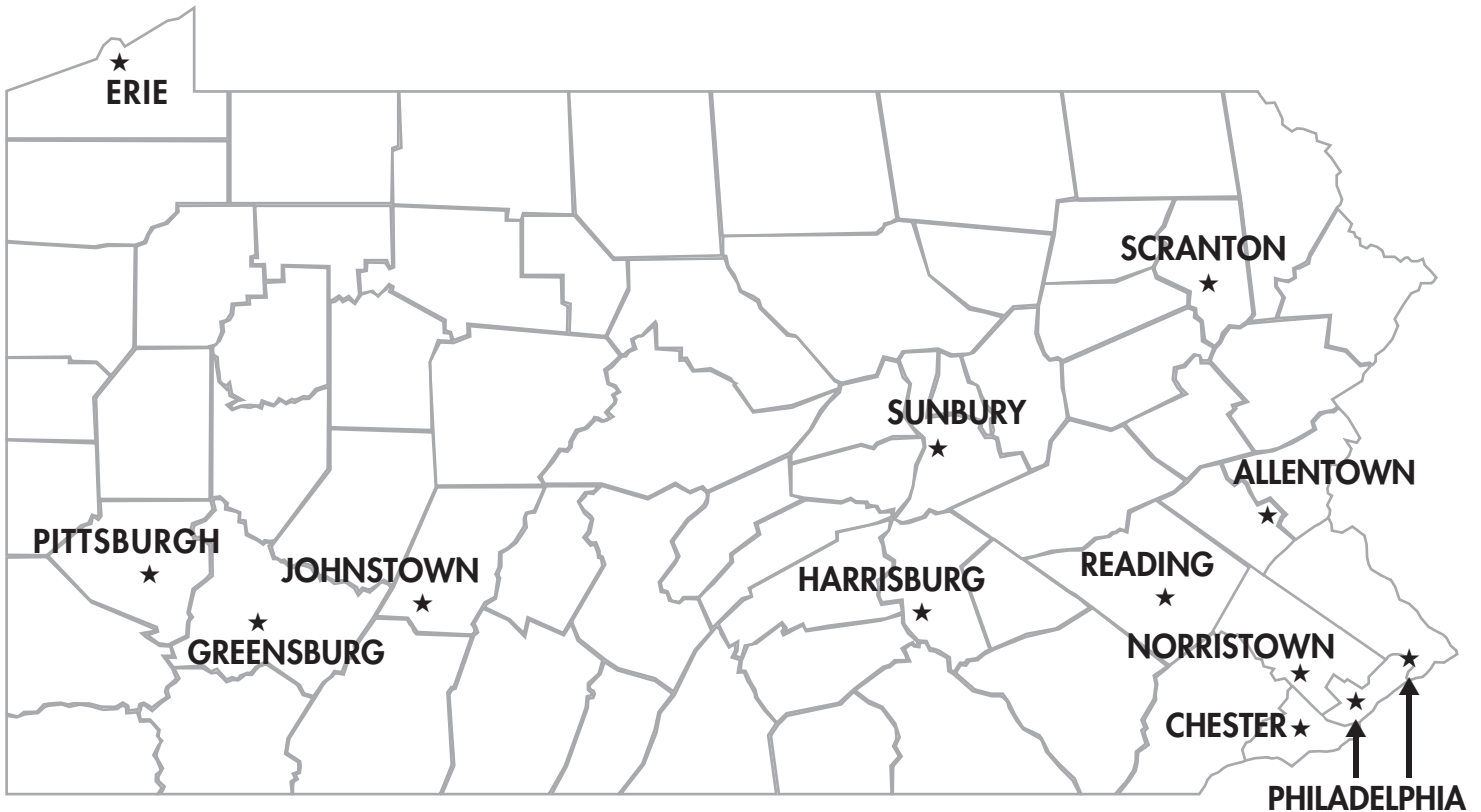 ERIE
SCRANTON
SUNBURY
ALLENTOWN
PITTSBURGH
JOHNSTOWN
HARRISBURG
READING
GREENSBURG
NORRISTOWN
CHESTER
PHILADELPHIA